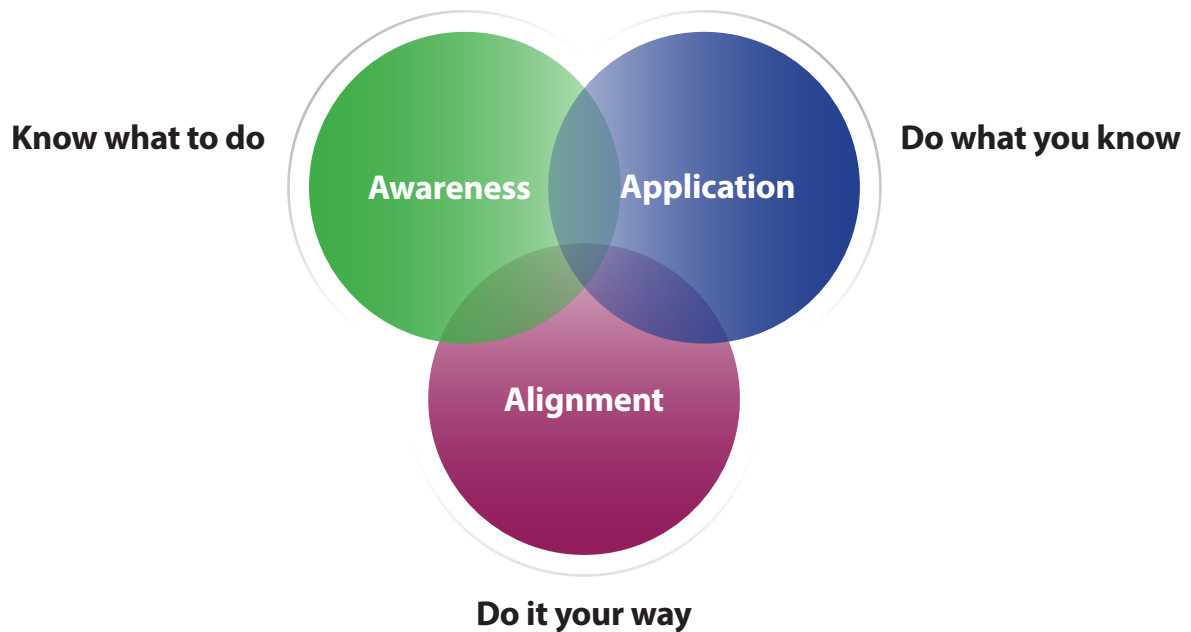 Know what to do
Do what you know
Awareness
Application
Alignment
Do it your way